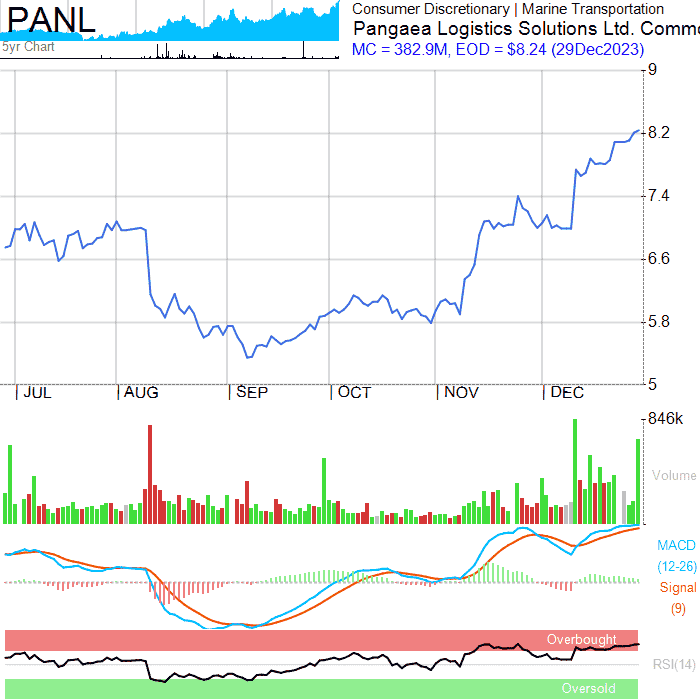 PANL
5yr Chart
Consumer Discretionary | Marine Transportation
Pangaea Logistics Solutions Ltd. Commo
MC = 382.9M, EOD = $8.24 (29Dec2023)
9
8.2
7.4
6.6
5.8
5
| JUL | AUG | SEP | OCT | NOV | DEC
846k
Volume
MACD
(12-26)
Signal
(9)
Overbought
RSI(14)
Oversold